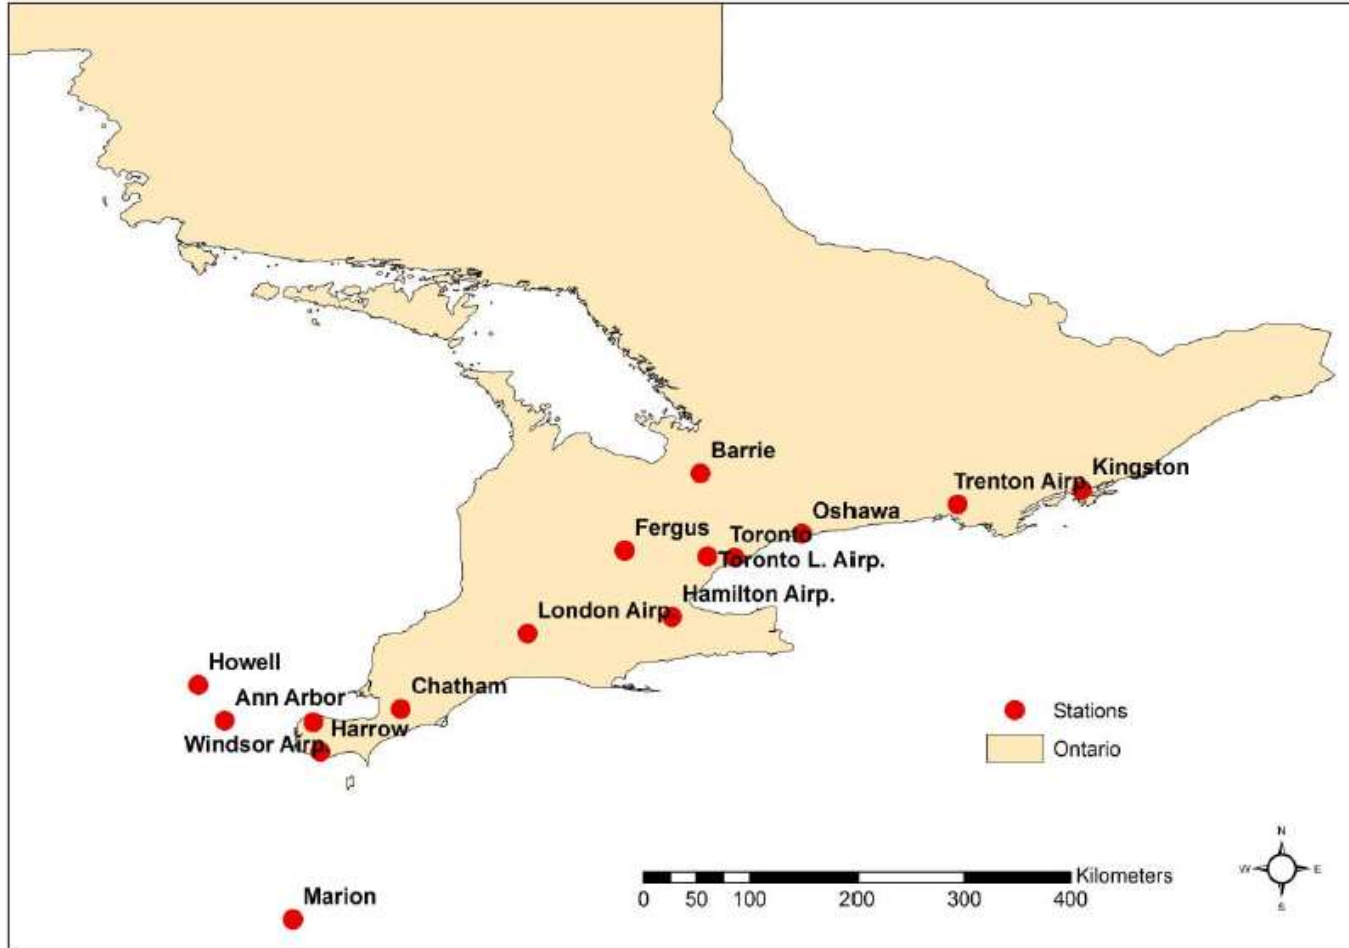 Barrie
Kingston
Trenton Airp.
Oshawa
Fergus
Toronto
Toronto L. Airp.
Hamilton Airp.
London Airp.
Howell
Chatham
Ann Arbor
Harrow
Windsor Airp.
Stations
Ontario
N
W E
S
Kilometers
0 50 100 200 300 400
Marion